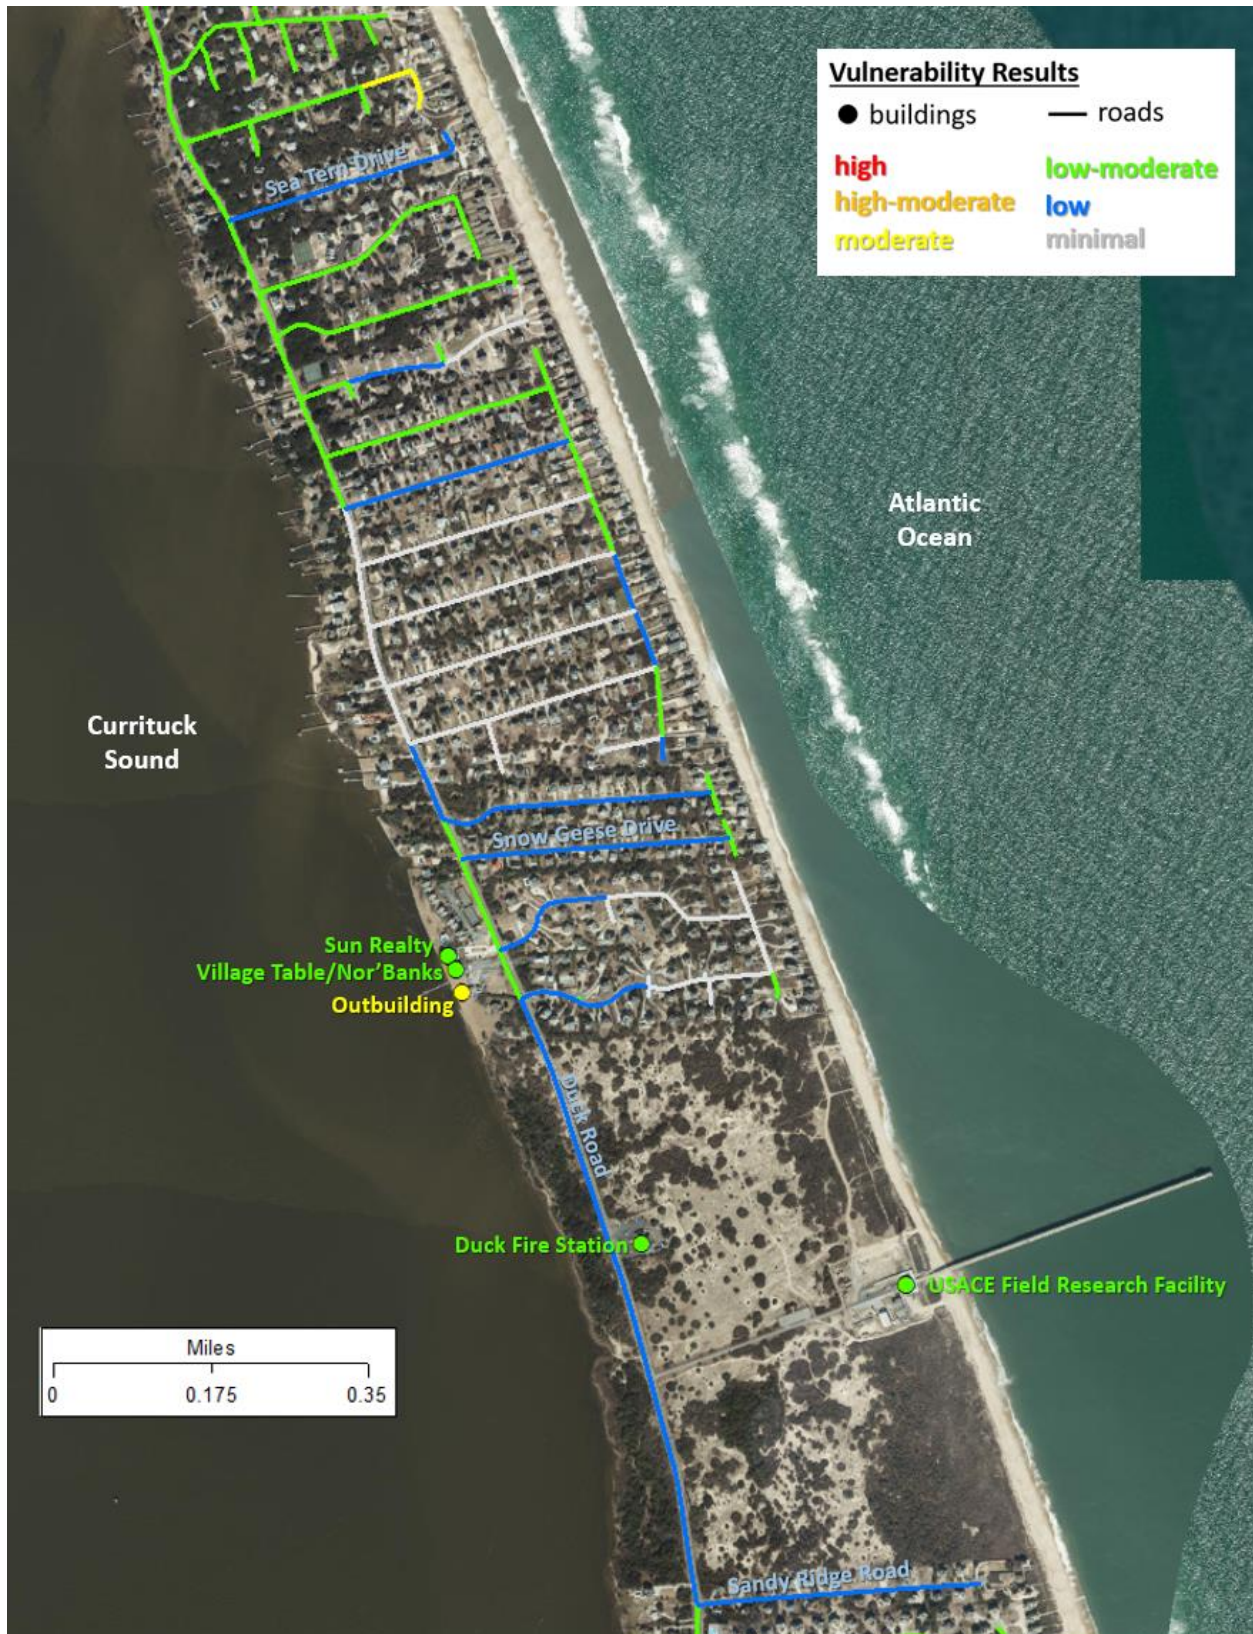 Vulnerability Results
buildings
roads
high
low-moderate
high-moderate
low
moderate
minimal
Sea Tern Drive
Atlantic
Ocean
Currituck
Sound
Snow Geese Drive
Sun Realty
Village Table/Nor'Banks
Outbuilding
Duck Road
Duck Fire Station
USACE Field Research Facility
Miles
0 0.175 0.35
Sandy Ridge Road